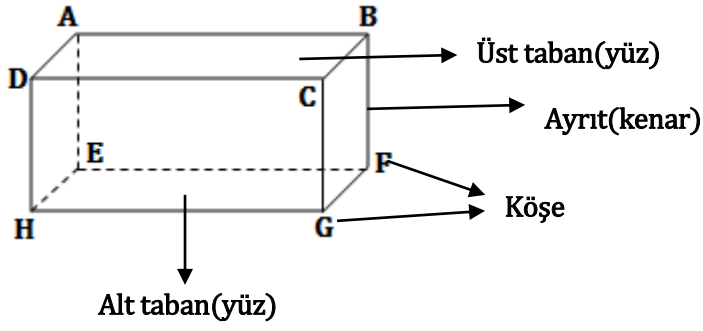 A
B
Üst taban(yüz)
D
C
Ayrıt(kenar)
E
F
Köşe
H
G
Alt taban(yüz)